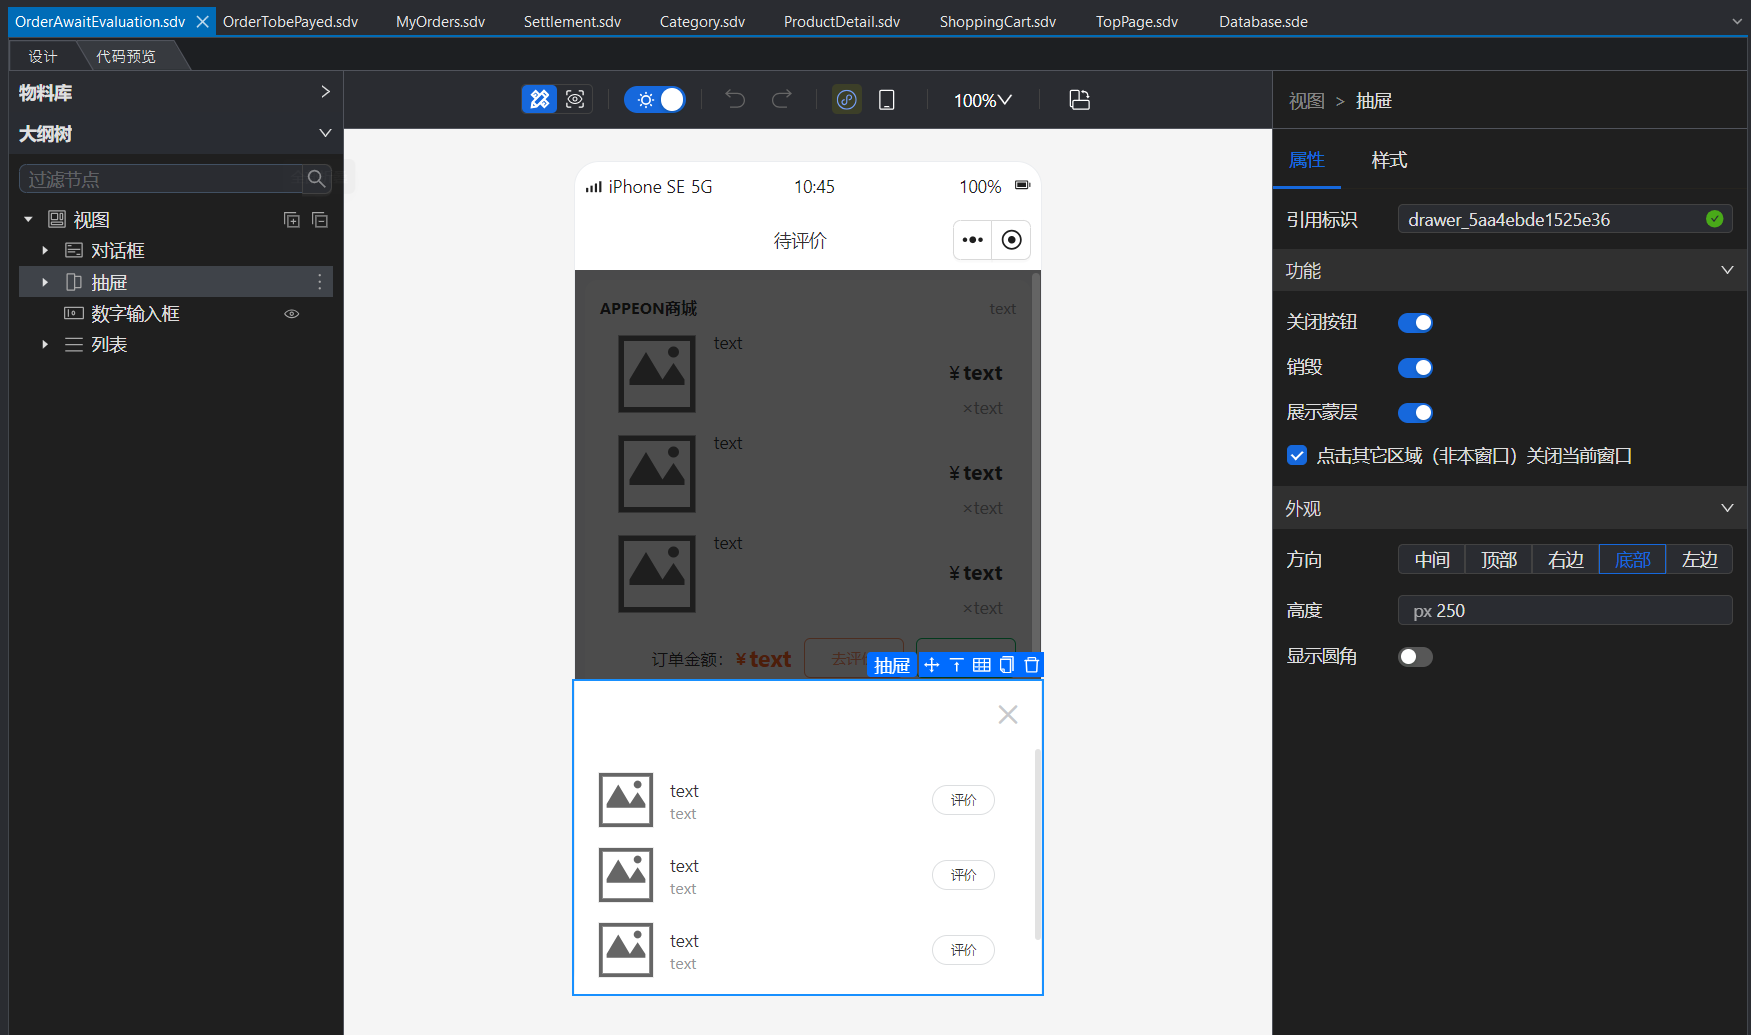 OrderAwaitEvaluation.sdv OrderTobePayed.sdv MyOrders.sdv Settlement.sdv Category.sdv ProductDetail.sdv ShoppingCart.sdv TopPage.sdv Database.sde
设计 代码预览
物料库
大纲树
过滤节点
视图
对话框
抽屉
数字输入框
列表
100%
iPhone SE 5G 10:45 100%
待评价
APPEON商城 text
text
¥text
×text
text
¥text
×text
text
¥text
×text
订单金额: ¥text 去评价
抽屉
text
text
评价
text
text
评价
text
text
评价
视图 > 抽屉
属性 样式
引用标识 drawer_5aa4ebde1525e36
功能
关闭按钮
销毁
展示蒙层
点击其它区域（非本窗口）关闭当前窗口
外观
方向 中间 顶部 右边 底部 左边
高度 px 250
显示圆角